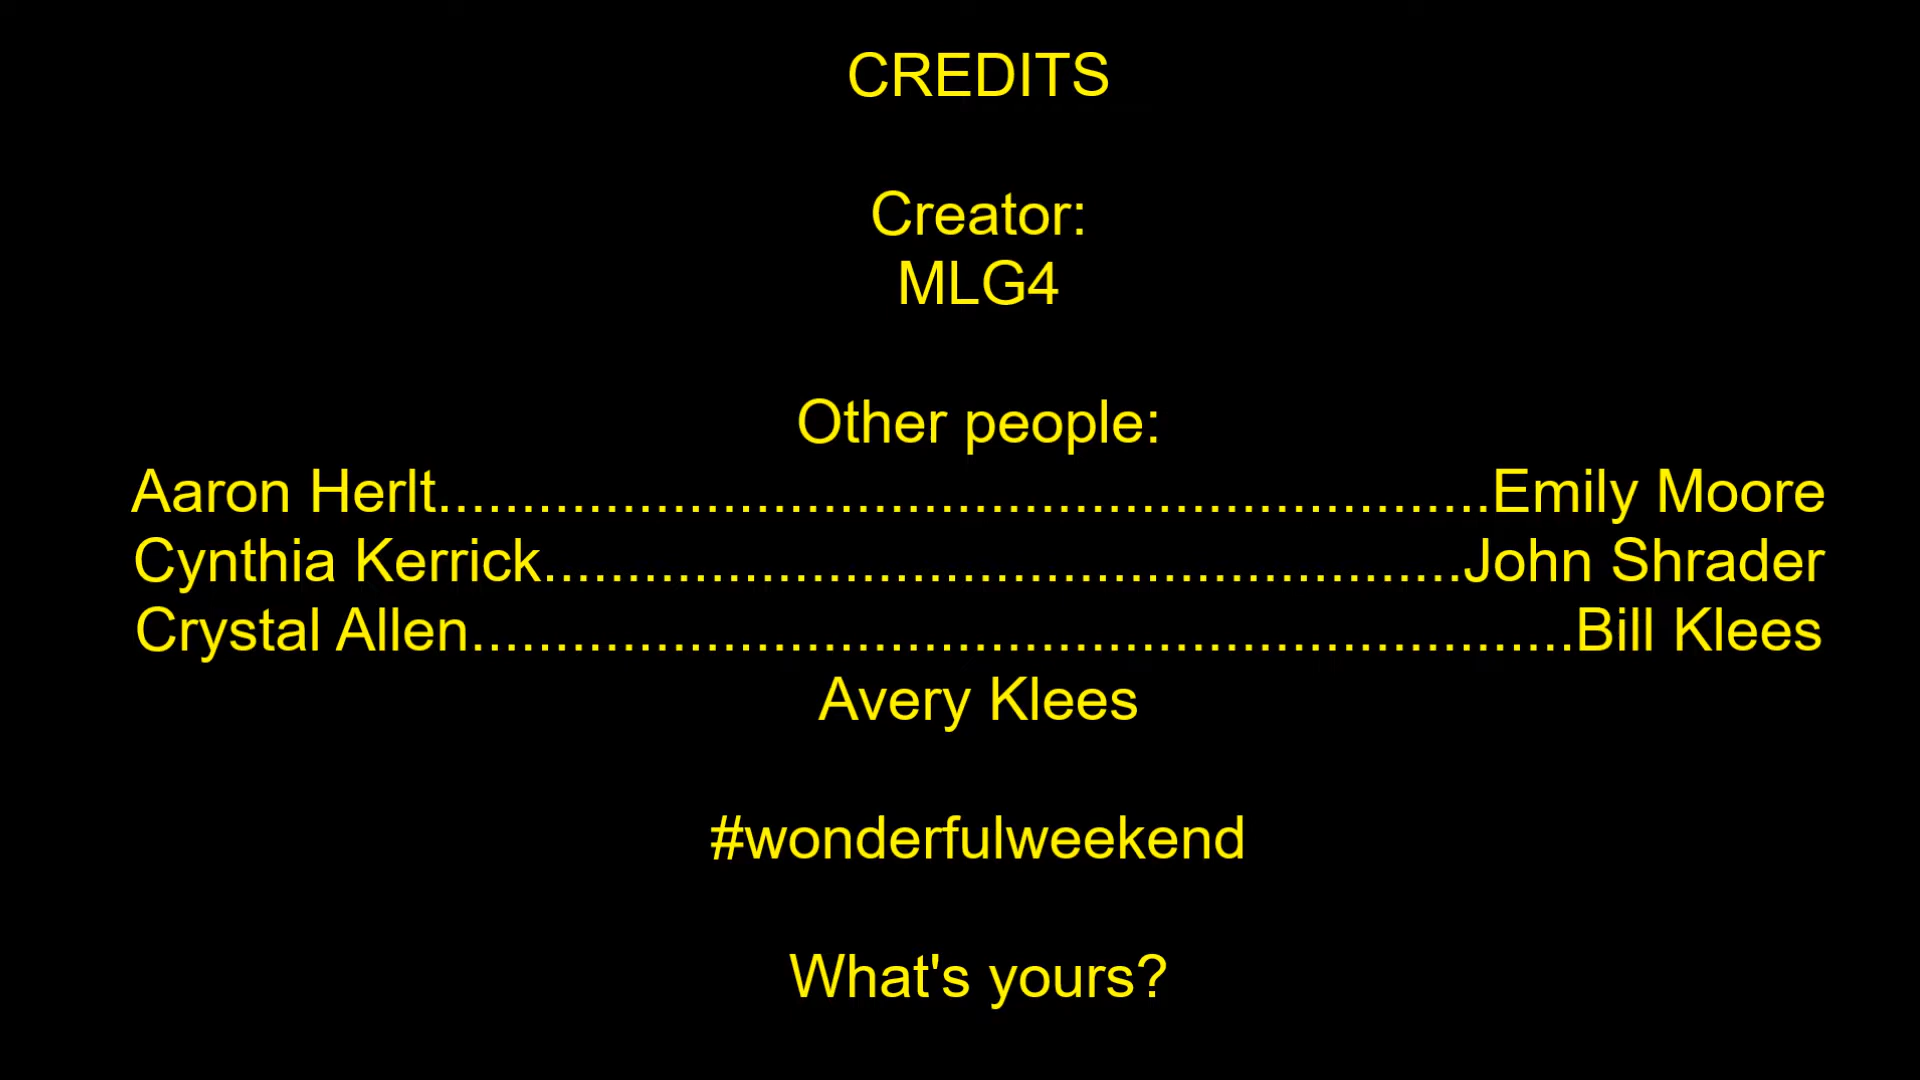 CREDITS
Creator:
MLG4
Other people:
Aaron Herlt...............................................................Emily Moore
Cynthia Kerrick.......................................................John Shrader
Crystal Allen..................................................................Bill Klees
Avery Klees
#wonderfulweekend
What's yours?